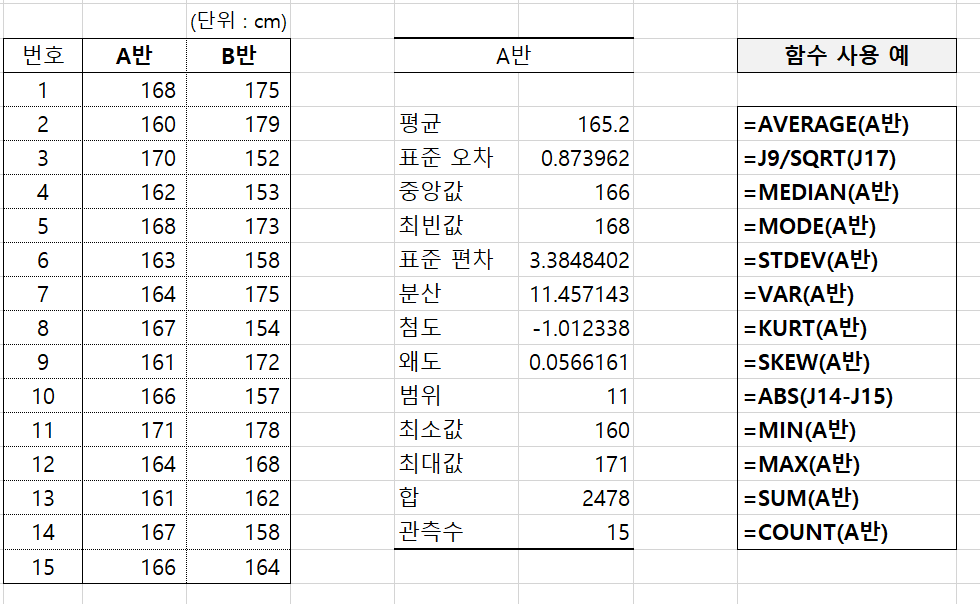 (단위 : cm)
번호 A반 B반 A반 함수 사용 예
1 168 175
2 160 179 평균 165.2 =AVERAGE(A반)
3 170 152 표준 오차 0.873962 =J9/SQRT(J17)
4 162 153 중앙값 166 =MEDIAN(A반)
5 168 173 최빈값 168 =MODE(A반)
6 163 158 표준 편차 3.3848402 =STDEV(A반)
7 164 175 분산 11.457143 =VAR(A반)
8 167 154 첨도 -1.012338 =KURT(A반)
9 161 172 왜도 0.0566161 =SKEW(A반)
10 166 157 범위 11 =ABS(J14-J15)
11 171 178 최소값 160 =MIN(A반)
12 164 168 최대값 171 =MAX(A반)
13 161 162 합 2478 =SUM(A반)
14 167 158 관측수 15 =COUNT(A반)
15 166 164